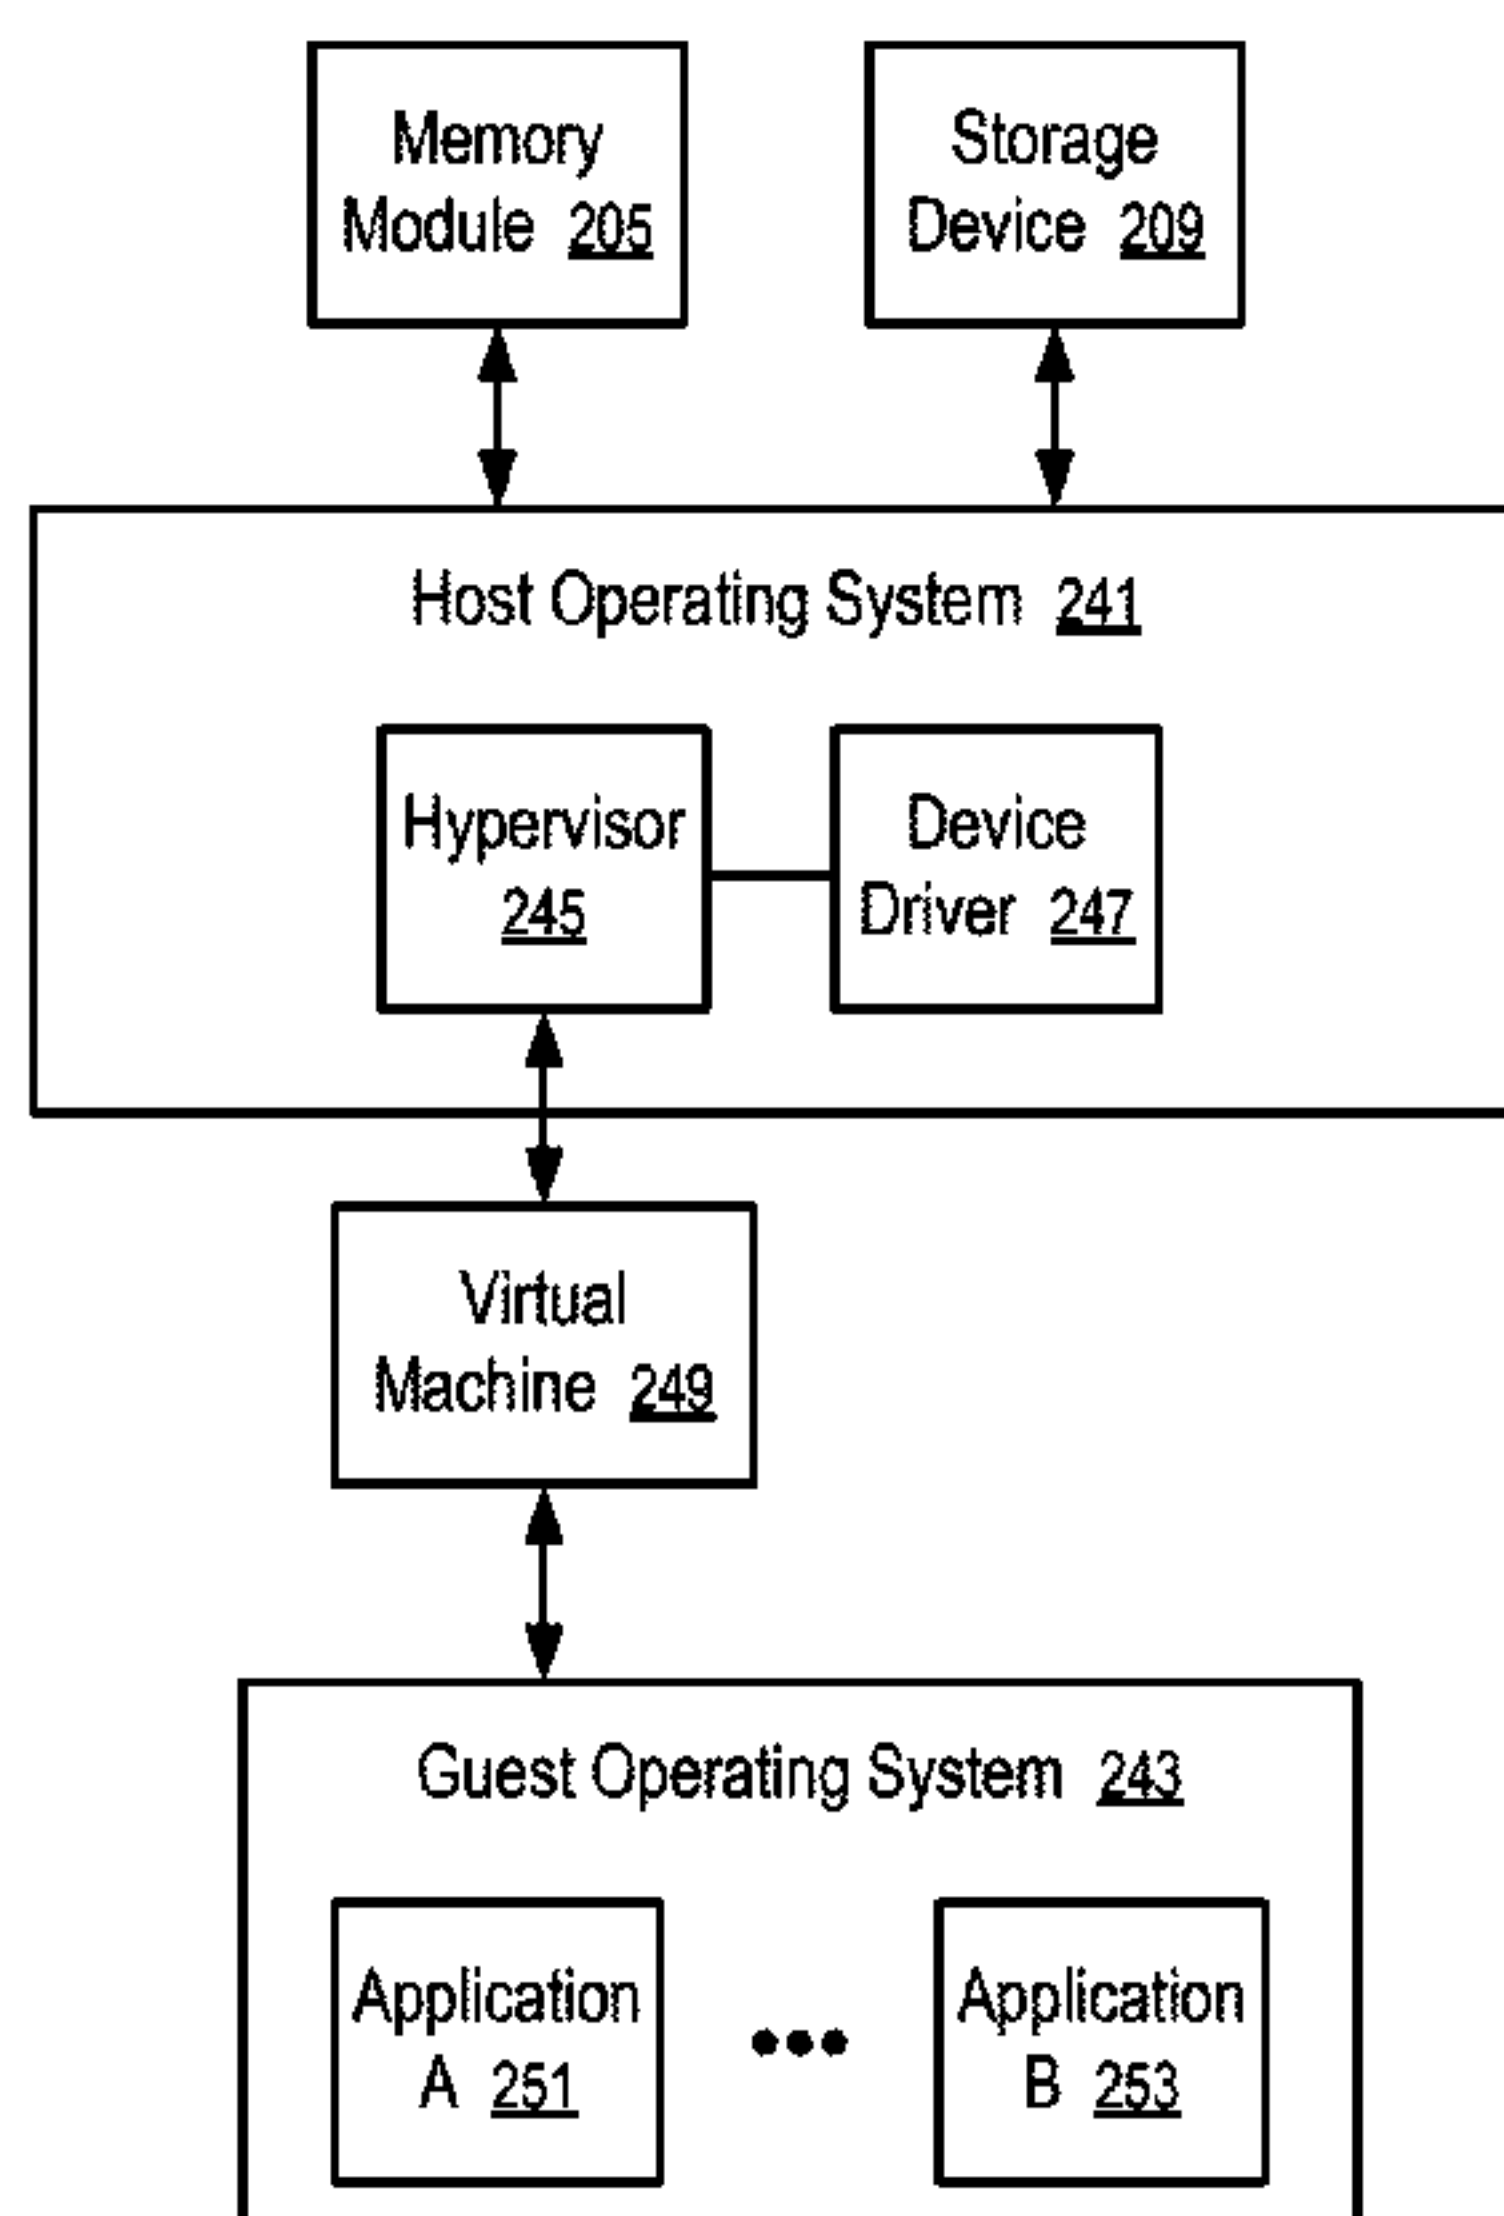 Memory
Module 205
Storage
Device 209
Host Operating System 241
Hypervisor
245
Device
Driver 247
Virtual
Machine 249
Guest Operating System 243
Application
A 251
Application
B 253